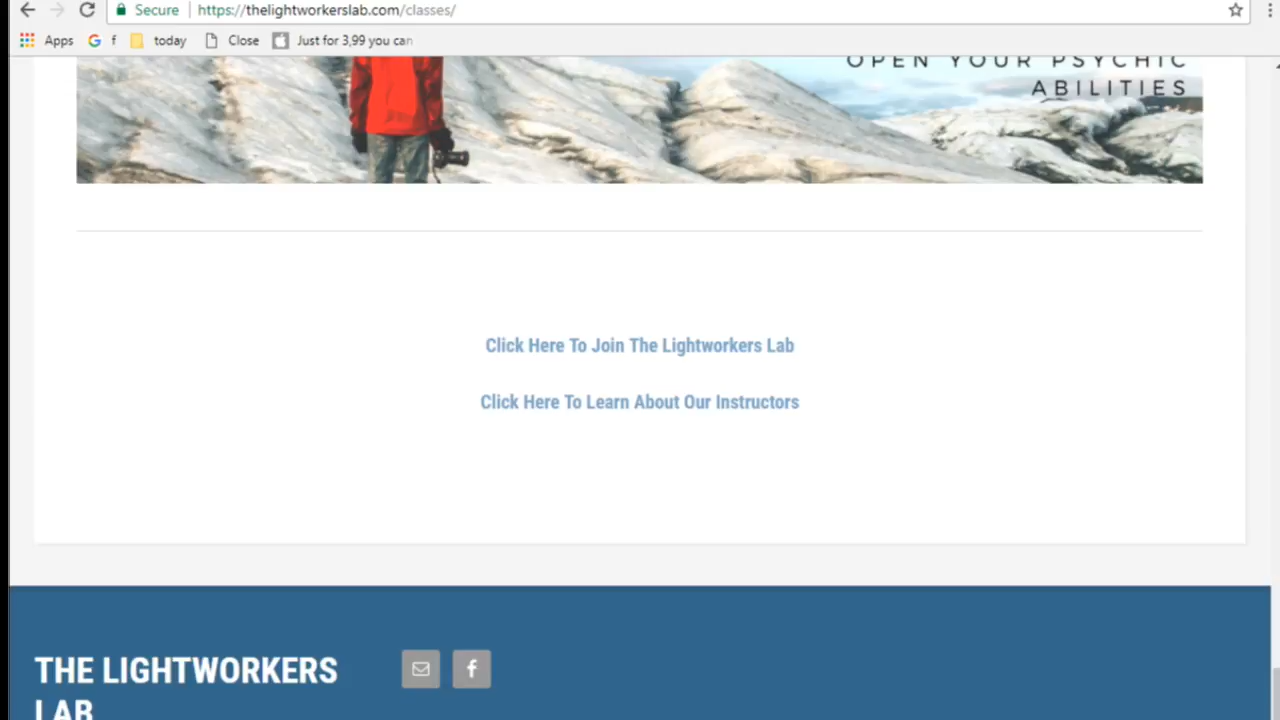 Secure https://thelightworkerslab.com/classes/
Apps f today Close Just for 3,99 you can
OPEN YOUR PSYCHIC
ABILITIES
Click Here To Join The Lightworkers Lab
Click Here To Learn About Our Instructors
THE LIGHTWORKERS
LAB